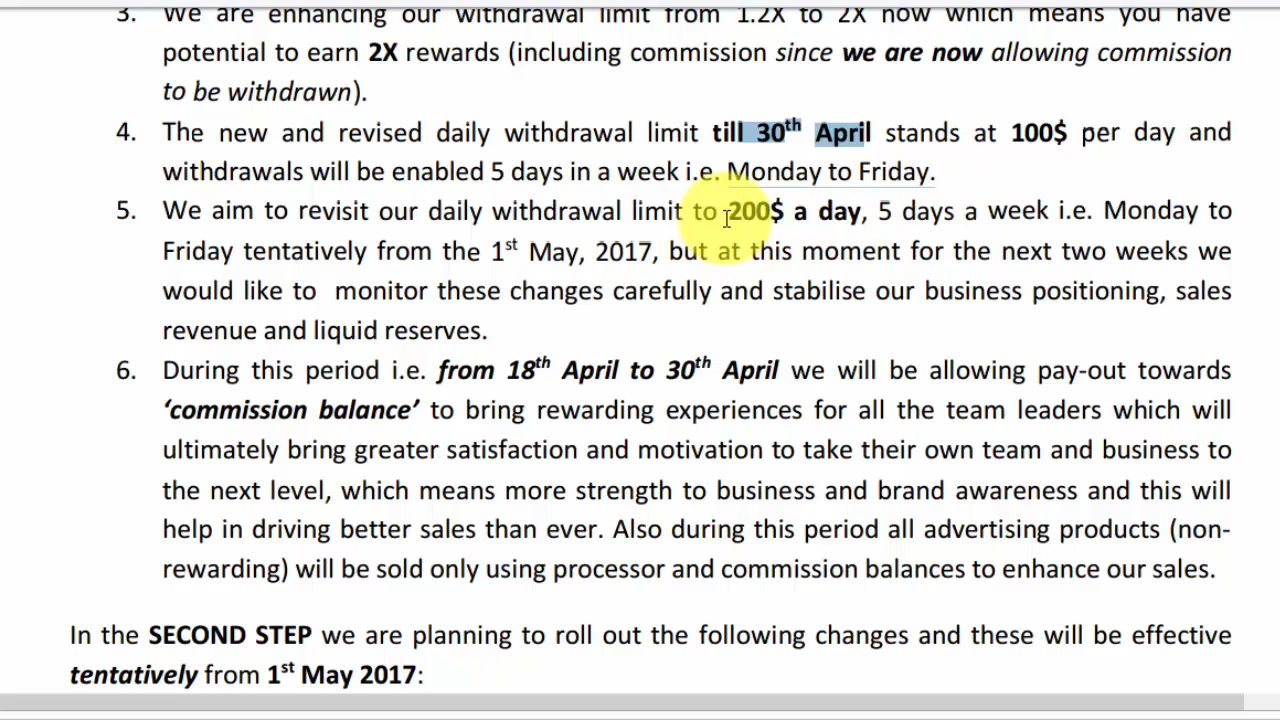 3. We are enhancing our withdrawal limit from 1.2X to 2X now which means you have
potential to earn 2X rewards (including commission since we are now allowing commission
to be withdrawn).
4. The new and revised daily withdrawal limit till 30th April stands at 100$ per day and
withdrawals will be enabled 5 days in a week i.e. Monday to Friday.
5. We aim to revisit our daily withdrawal limit to 200$ a day, 5 days a week i.e. Monday to
Friday tentatively from the 1st May, 2017, but at this moment for the next two weeks we
would like to monitor these changes carefully and stabilise our business positioning, sales
revenue and liquid reserves.
6. During this period i.e. from 18th April to 30th April we will be allowing pay-out towards
‘commission balance’ to bring rewarding experiences for all the team leaders which will
ultimately bring greater satisfaction and motivation to take their own team and business to
the next level, which means more strength to business and brand awareness and this will
help in driving better sales than ever. Also during this period all advertising products (non-
rewarding) will be sold only using processor and commission balances to enhance our sales.
In the SECOND STEP we are planning to roll out the following changes and these will be effective
tentatively from 1st May 2017: